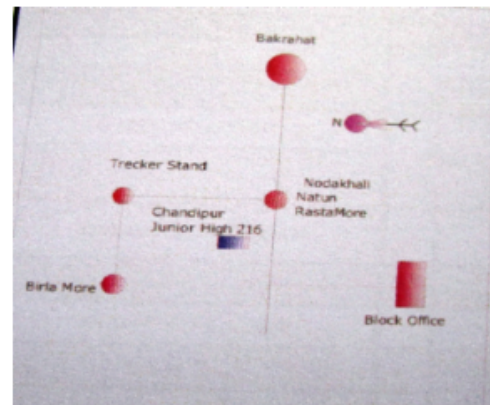 Bakrahat
N
Trecker Stand
Nodakhali
Natun
RastaMore
Chandipur
Junior High 216
Birla More
Block Office